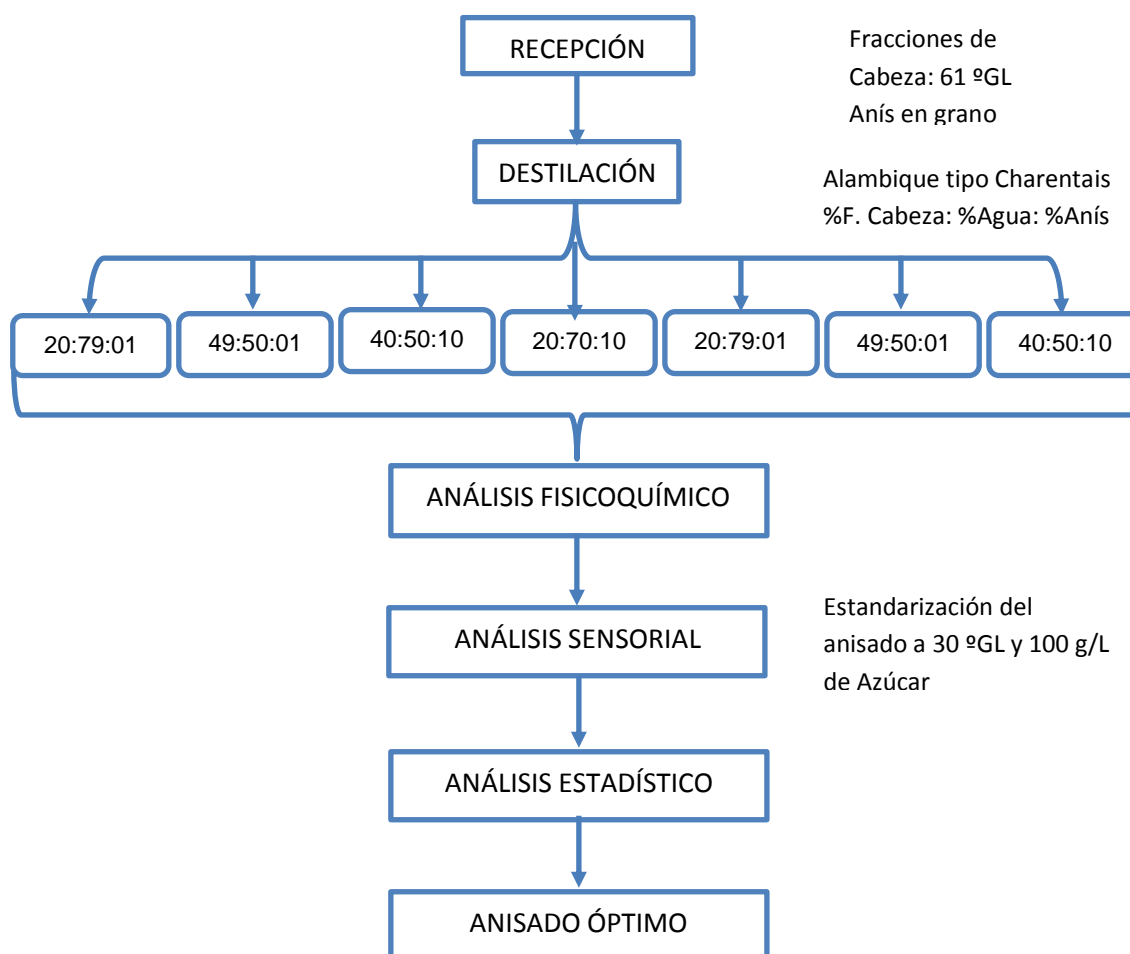 RECEPCIÓN
Fracciones de
Cabeza: 61 ºGL
Anís en grano
DESTILACIÓN
Alambique tipo Charentais
%F. Cabeza: %Agua: %Anís
20:79:01
49:50:01
40:50:10
20:70:10
20:79:01
49:50:01
40:50:10
ANÁLISIS FISICOQUÍMICO
ANÁLISIS SENSORIAL
Estandarización del
anisado a 30 ºGL y 100 g/L
de Azúcar
ANÁLISIS ESTADÍSTICO
ANISADO ÓPTIMO